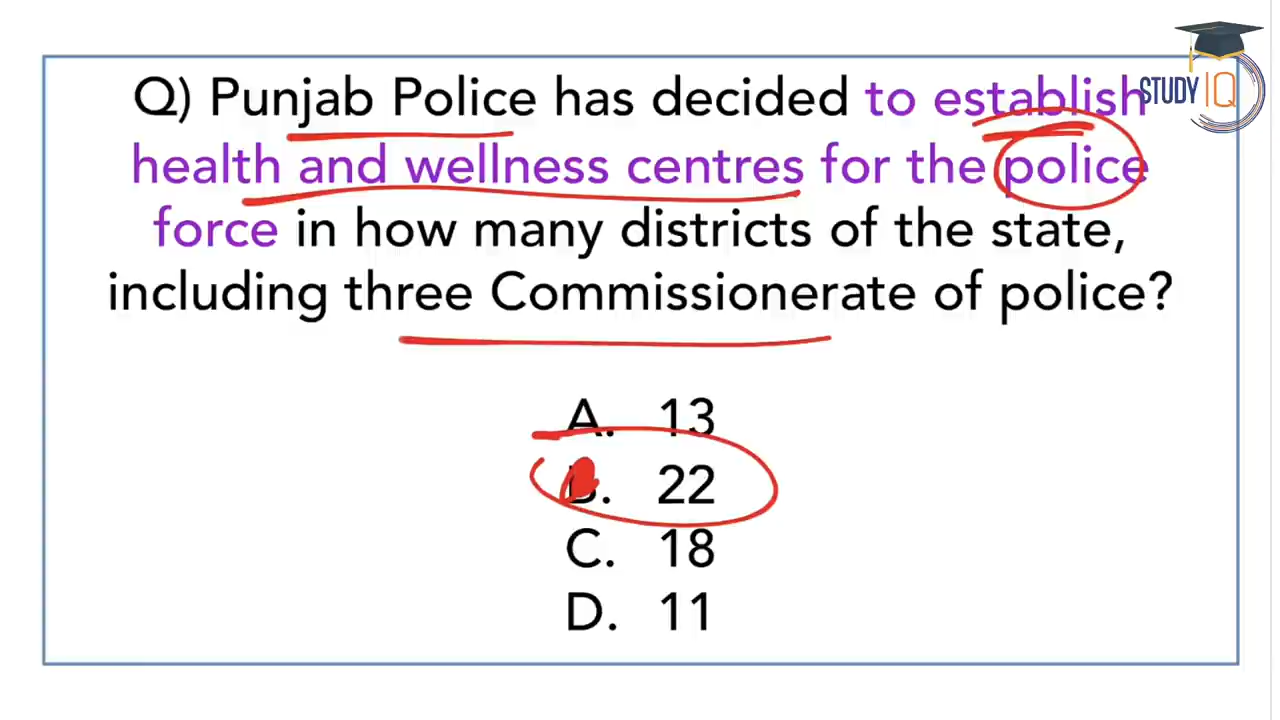 STUDY IQ
Q) Punjab Police has decided to establish
health and wellness centres for the police
force in how many districts of the state,
including three Commissionerate of police?
A. 13
B. 22
C. 18
D. 11